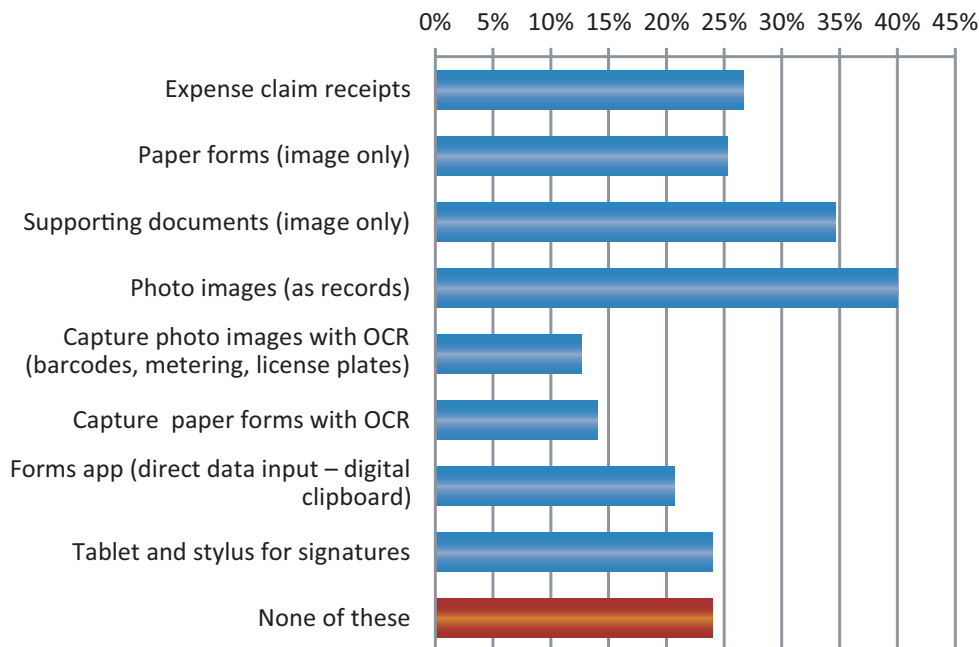 0% 5% 10% 15% 20% 25% 30% 35% 40% 45%
Expense claim receipts
Paper forms (image only)
Supporting documents (image only)
Photo images (as records)
Capture photo images with OCR
(barcodes, metering, license plates)
Capture  paper forms with OCR
Forms app (direct data input – digital
clipboard)
Tablet and stylus for signatures
None of these